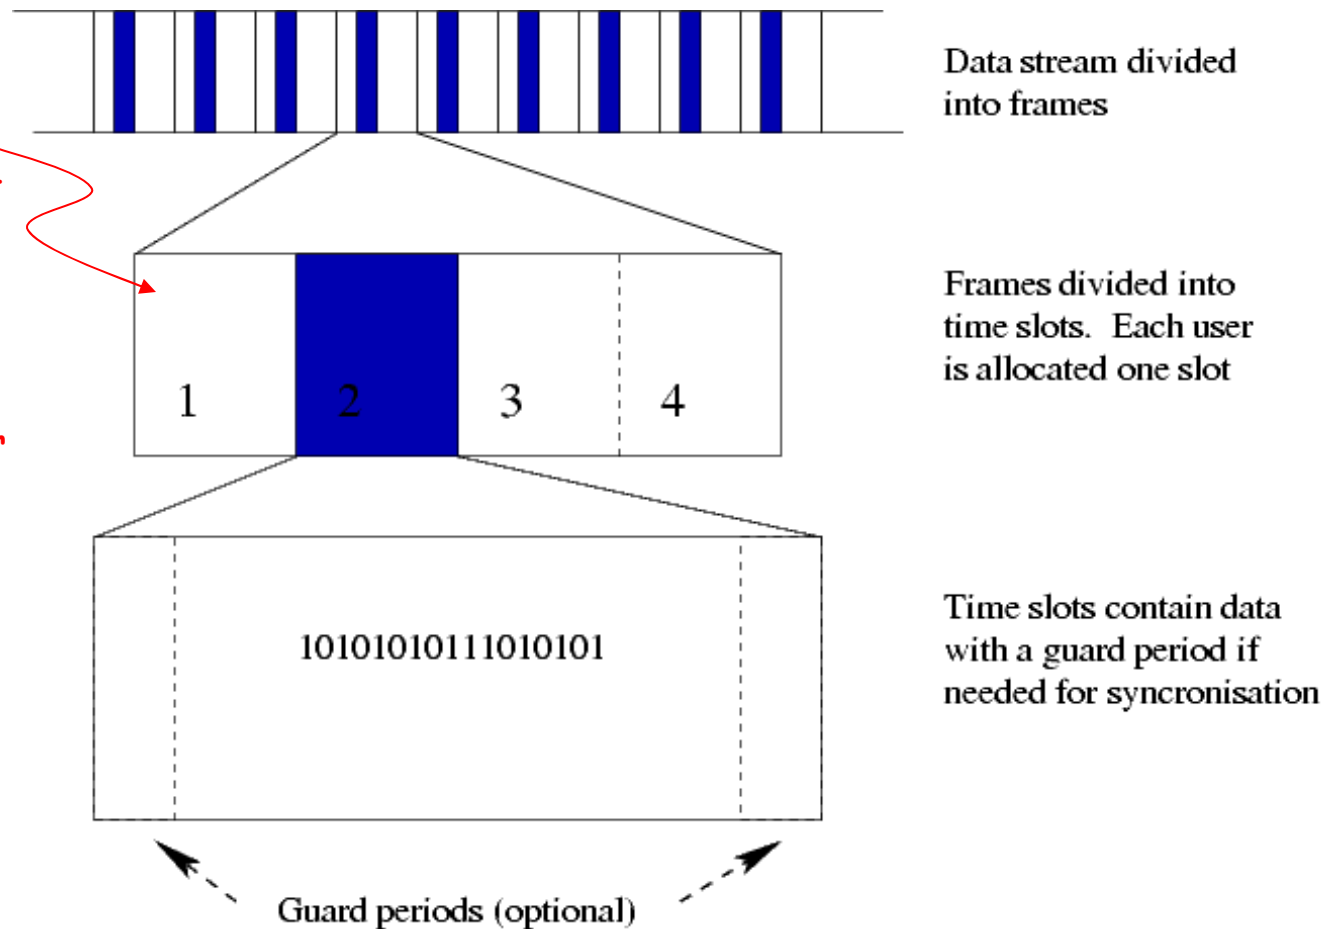 Data stream divided
into frames
Frames divided into
time slots. Each user
is allocated one slot
1 2 3 4
Time slots contain data
with a guard period if
needed for syncronisation
10101010111010101
Guard periods (optional)